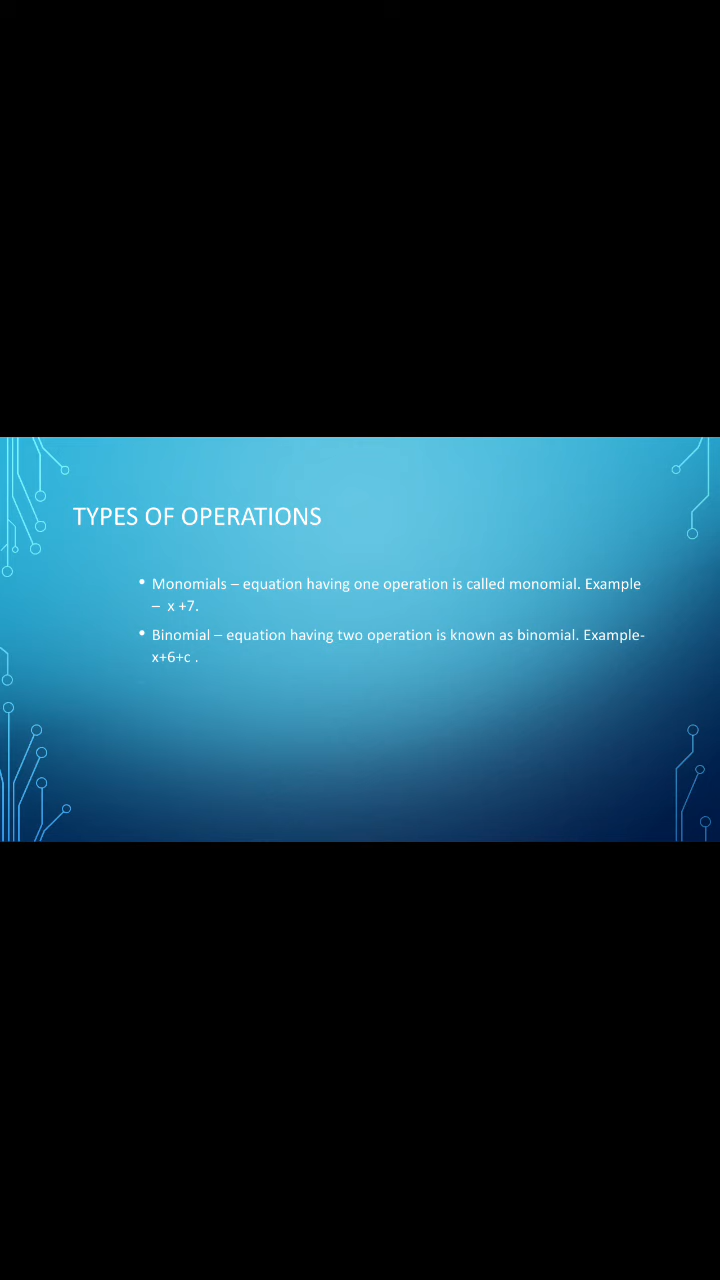 TYPES OF OPERATIONS
• Monomials – equation having one operation is called monomial. Example
– x +7.
• Binomial – equation having two operation is known as binomial. Example-
x+6+c .